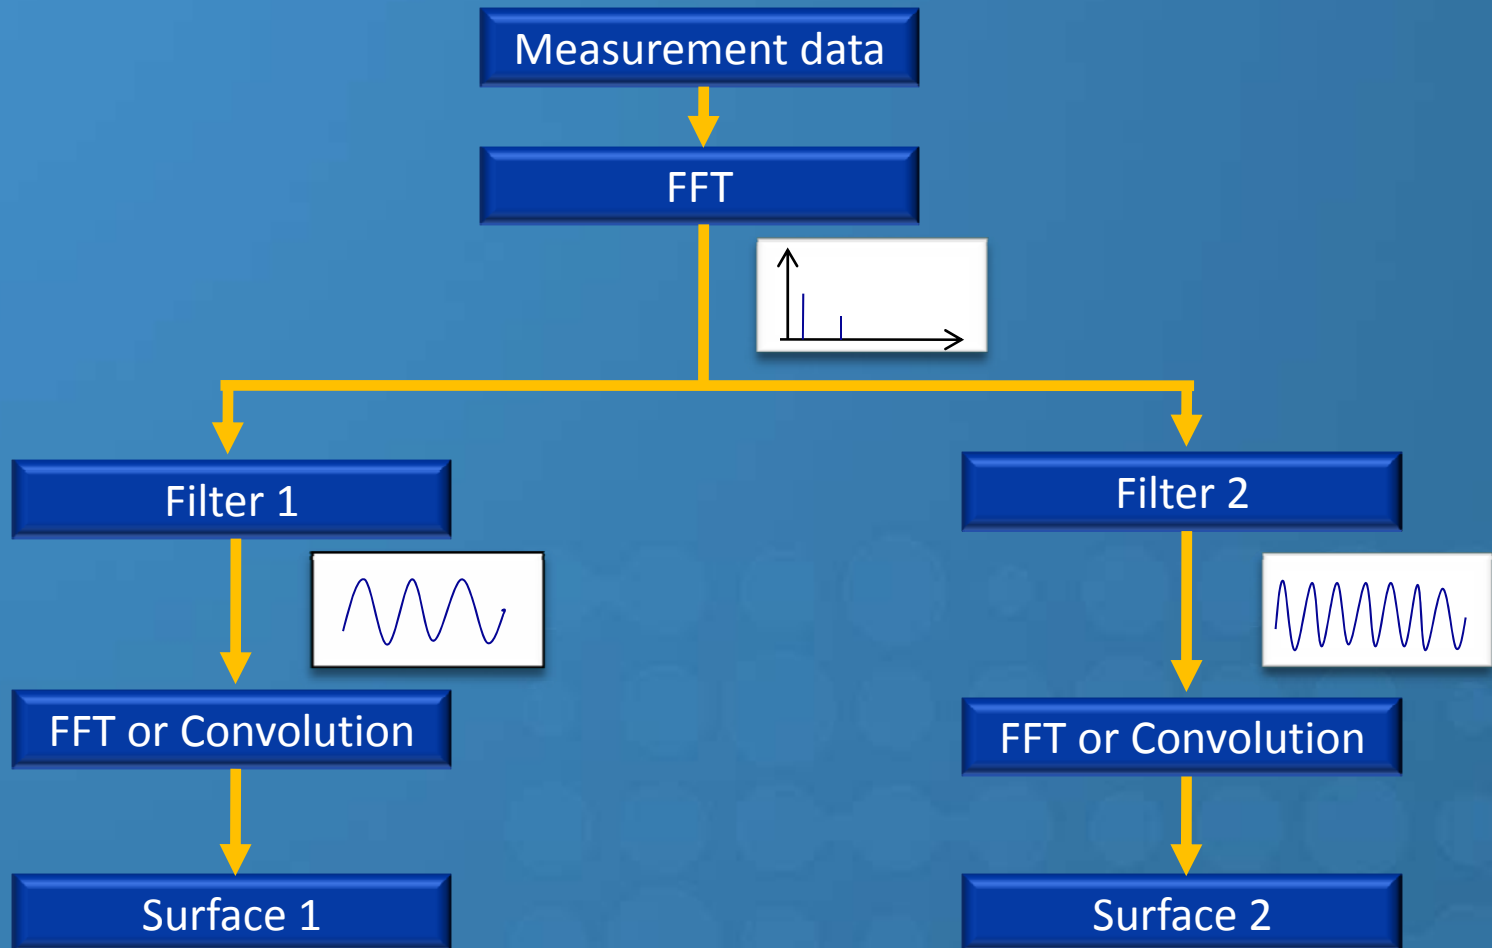 Measurement data
FFT
Filter 1
Filter 2
FFT or Convolution
FFT or Convolution
Surface 1
Surface 2